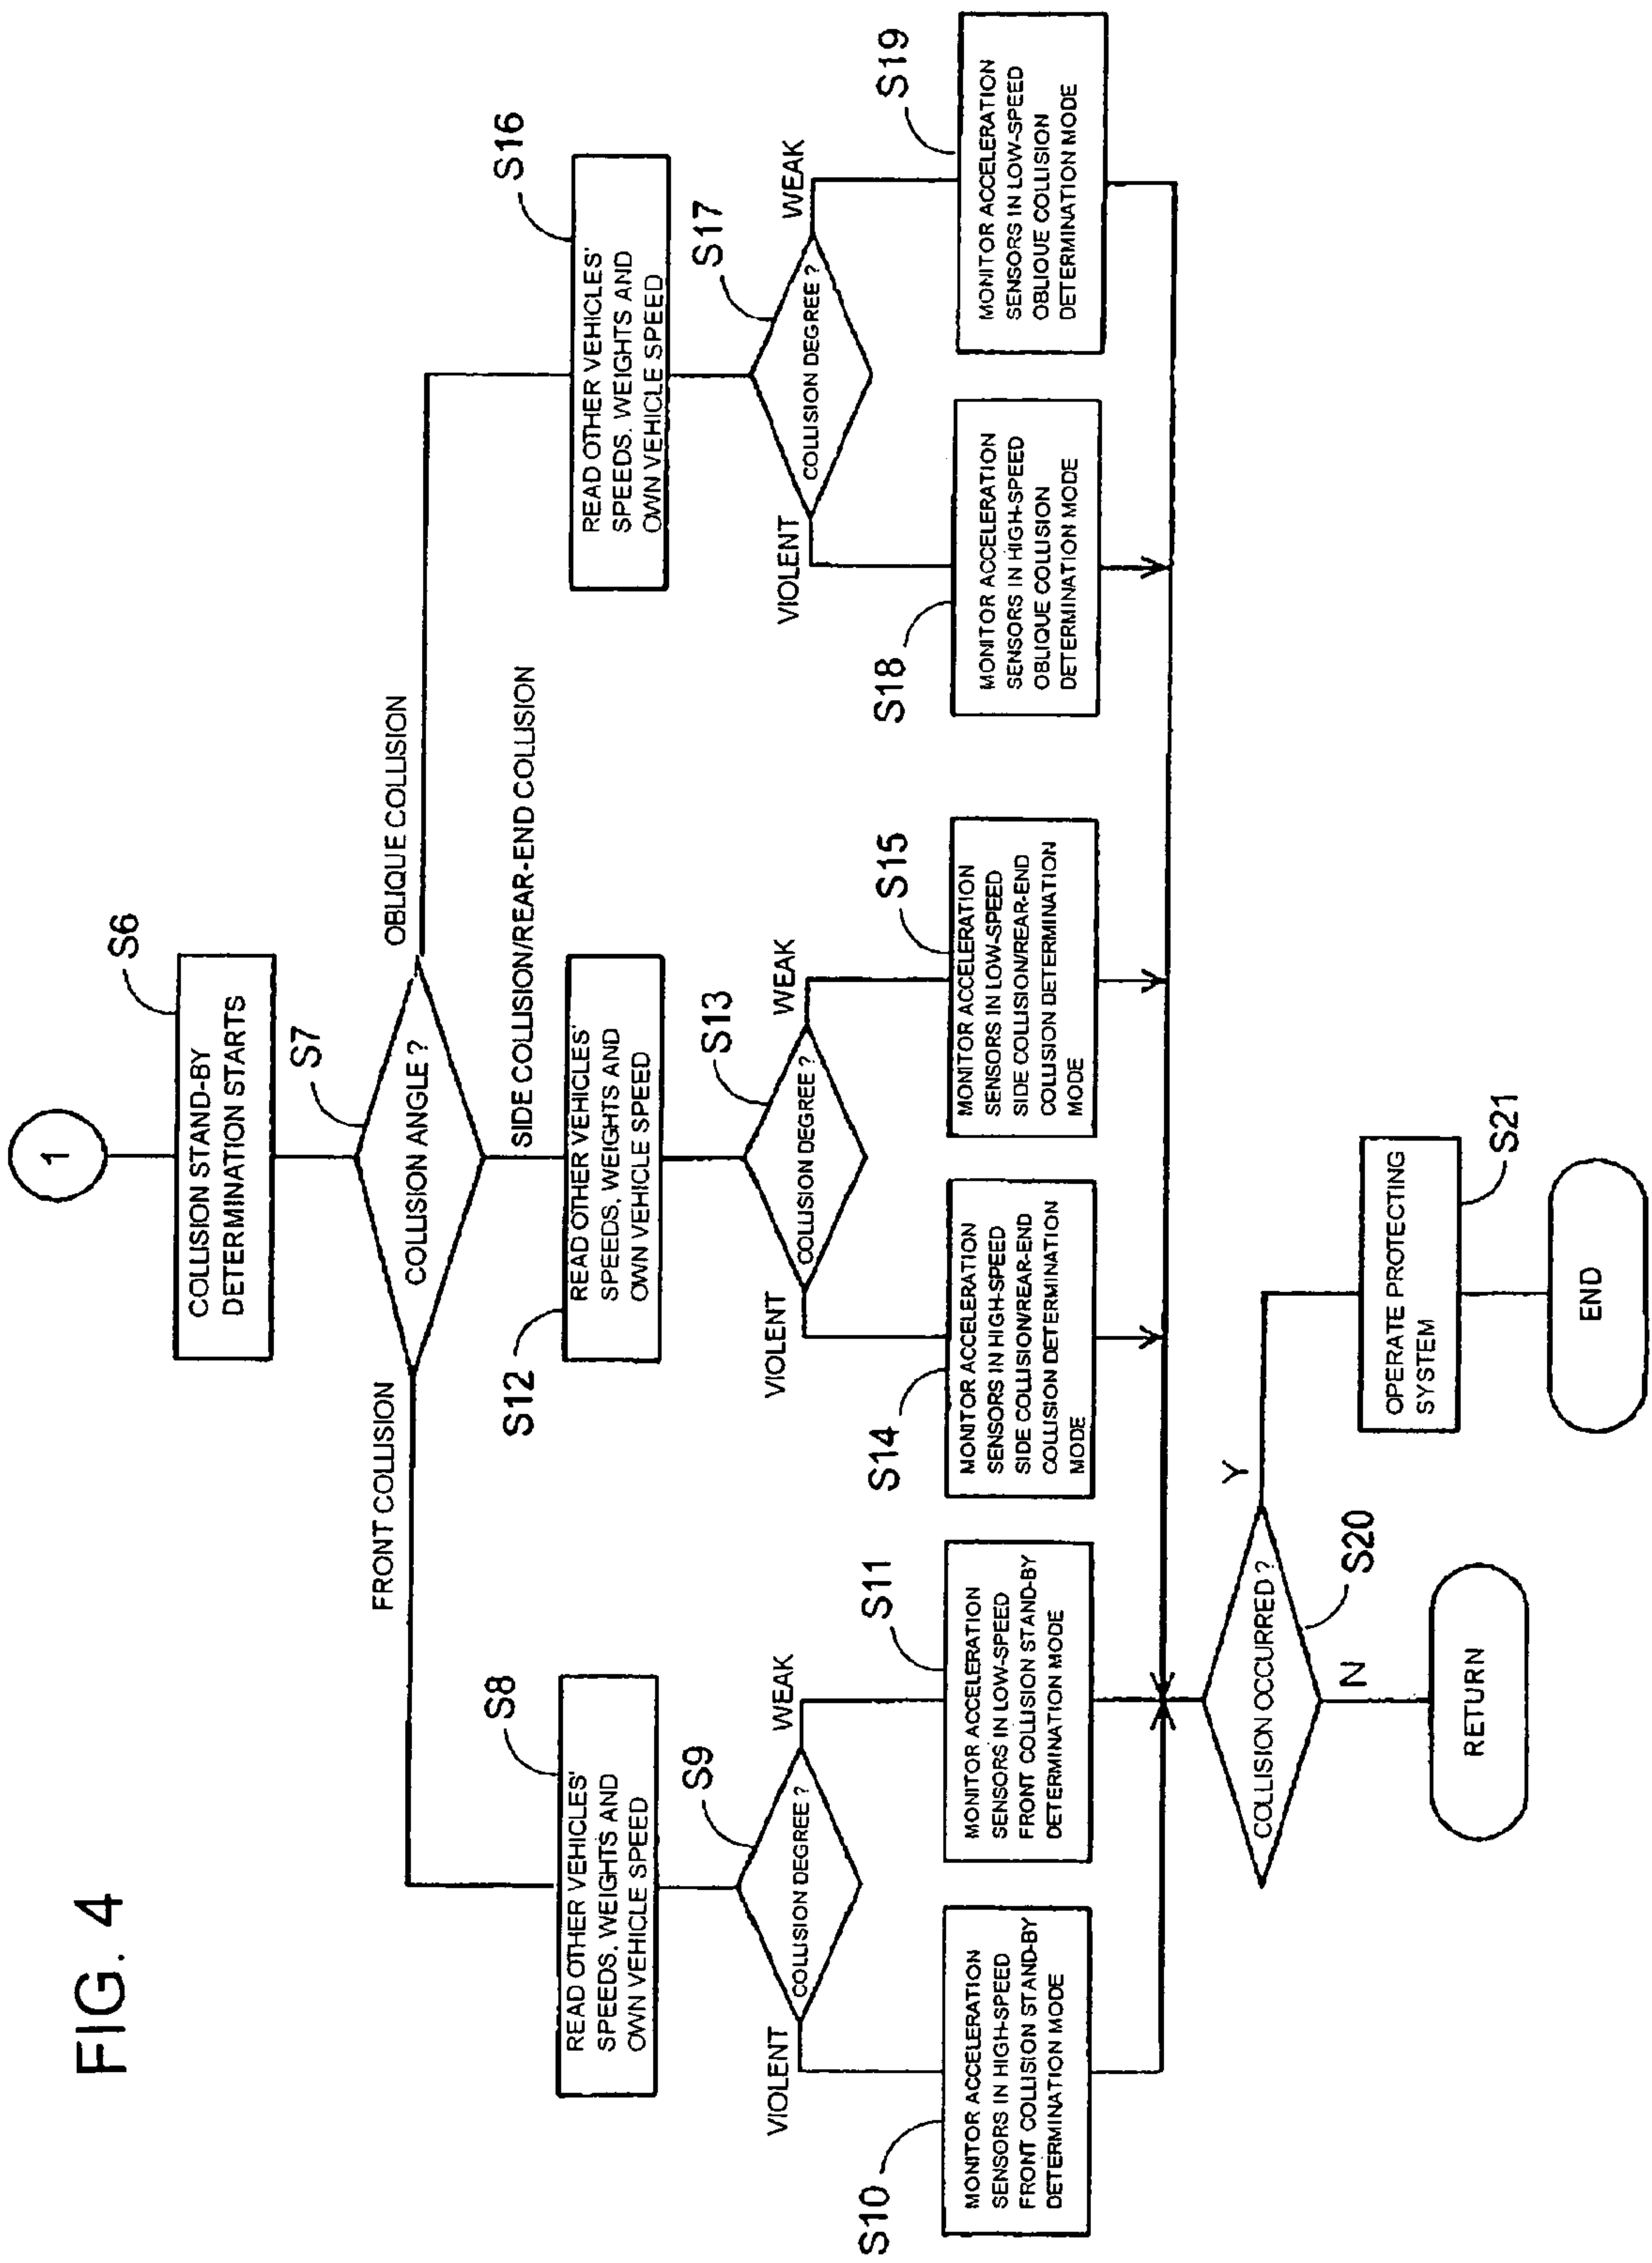 FIG. 4
1
S6
COLLISION STAND-BY
DETERMINATION STARTS
S7
COLLISION ANGLE ?
FRONT COLLISION
OBLIQUE COLLISION
SIDE COLLISION/REAR-END COLLISION
S8
READ OTHER VEHICLES'
SPEEDS, WEIGHTS AND
OWN VEHICLE SPEED
S12
READ OTHER VEHICLES'
SPEEDS, WEIGHTS AND
OWN VEHICLE SPEED
S16
READ OTHER VEHICLES'
SPEEDS. WEIGHTS AND
OWN VEHICLE SPEED
S9
COLLISION DEGREE ?
VIOLENT
WEAK
S13
COLLISION DEGREE ?
VIOLENT
WEAK
S17
COLLISION DEGREE ?
VIOLENT
WEAK
S10
MONITOR ACCELERATION
SENSORS IN HIGH-SPEED
FRONT COLLISION STAND-BY
DETERMINATION MODE
S11
MONITOR ACCELERATION
SENSORS IN LOW-SPEED
FRONT COLLISION STAND-BY
DETERMINATION MODE
S14
MONITOR ACCELERATION
SENSORS IN HIGH-SPEED
SIDE COLLISION/REAR-END
COLLISION DETERMINATION
MODE
S15
MONITOR ACCELERATION
SENSORS IN LOW-SPEED
SIDE COLLISION/REAR-END
COLLISION DETERMINATION
MODE
S18
MONITOR ACCELERATION
SENSORS IN HIGH-SPEED
OBLIQUE COLLISION
DETERMINATION MODE
S19
MONITOR ACCELERATION
SENSORS IN LOW-SPEED
OBLIQUE COLLISION
DETERMINATION MODE
COLLISION OCCURRED ?
S20
Y
N
RETURN
OPERATE PROTECTING
SYSTEM
S21
END